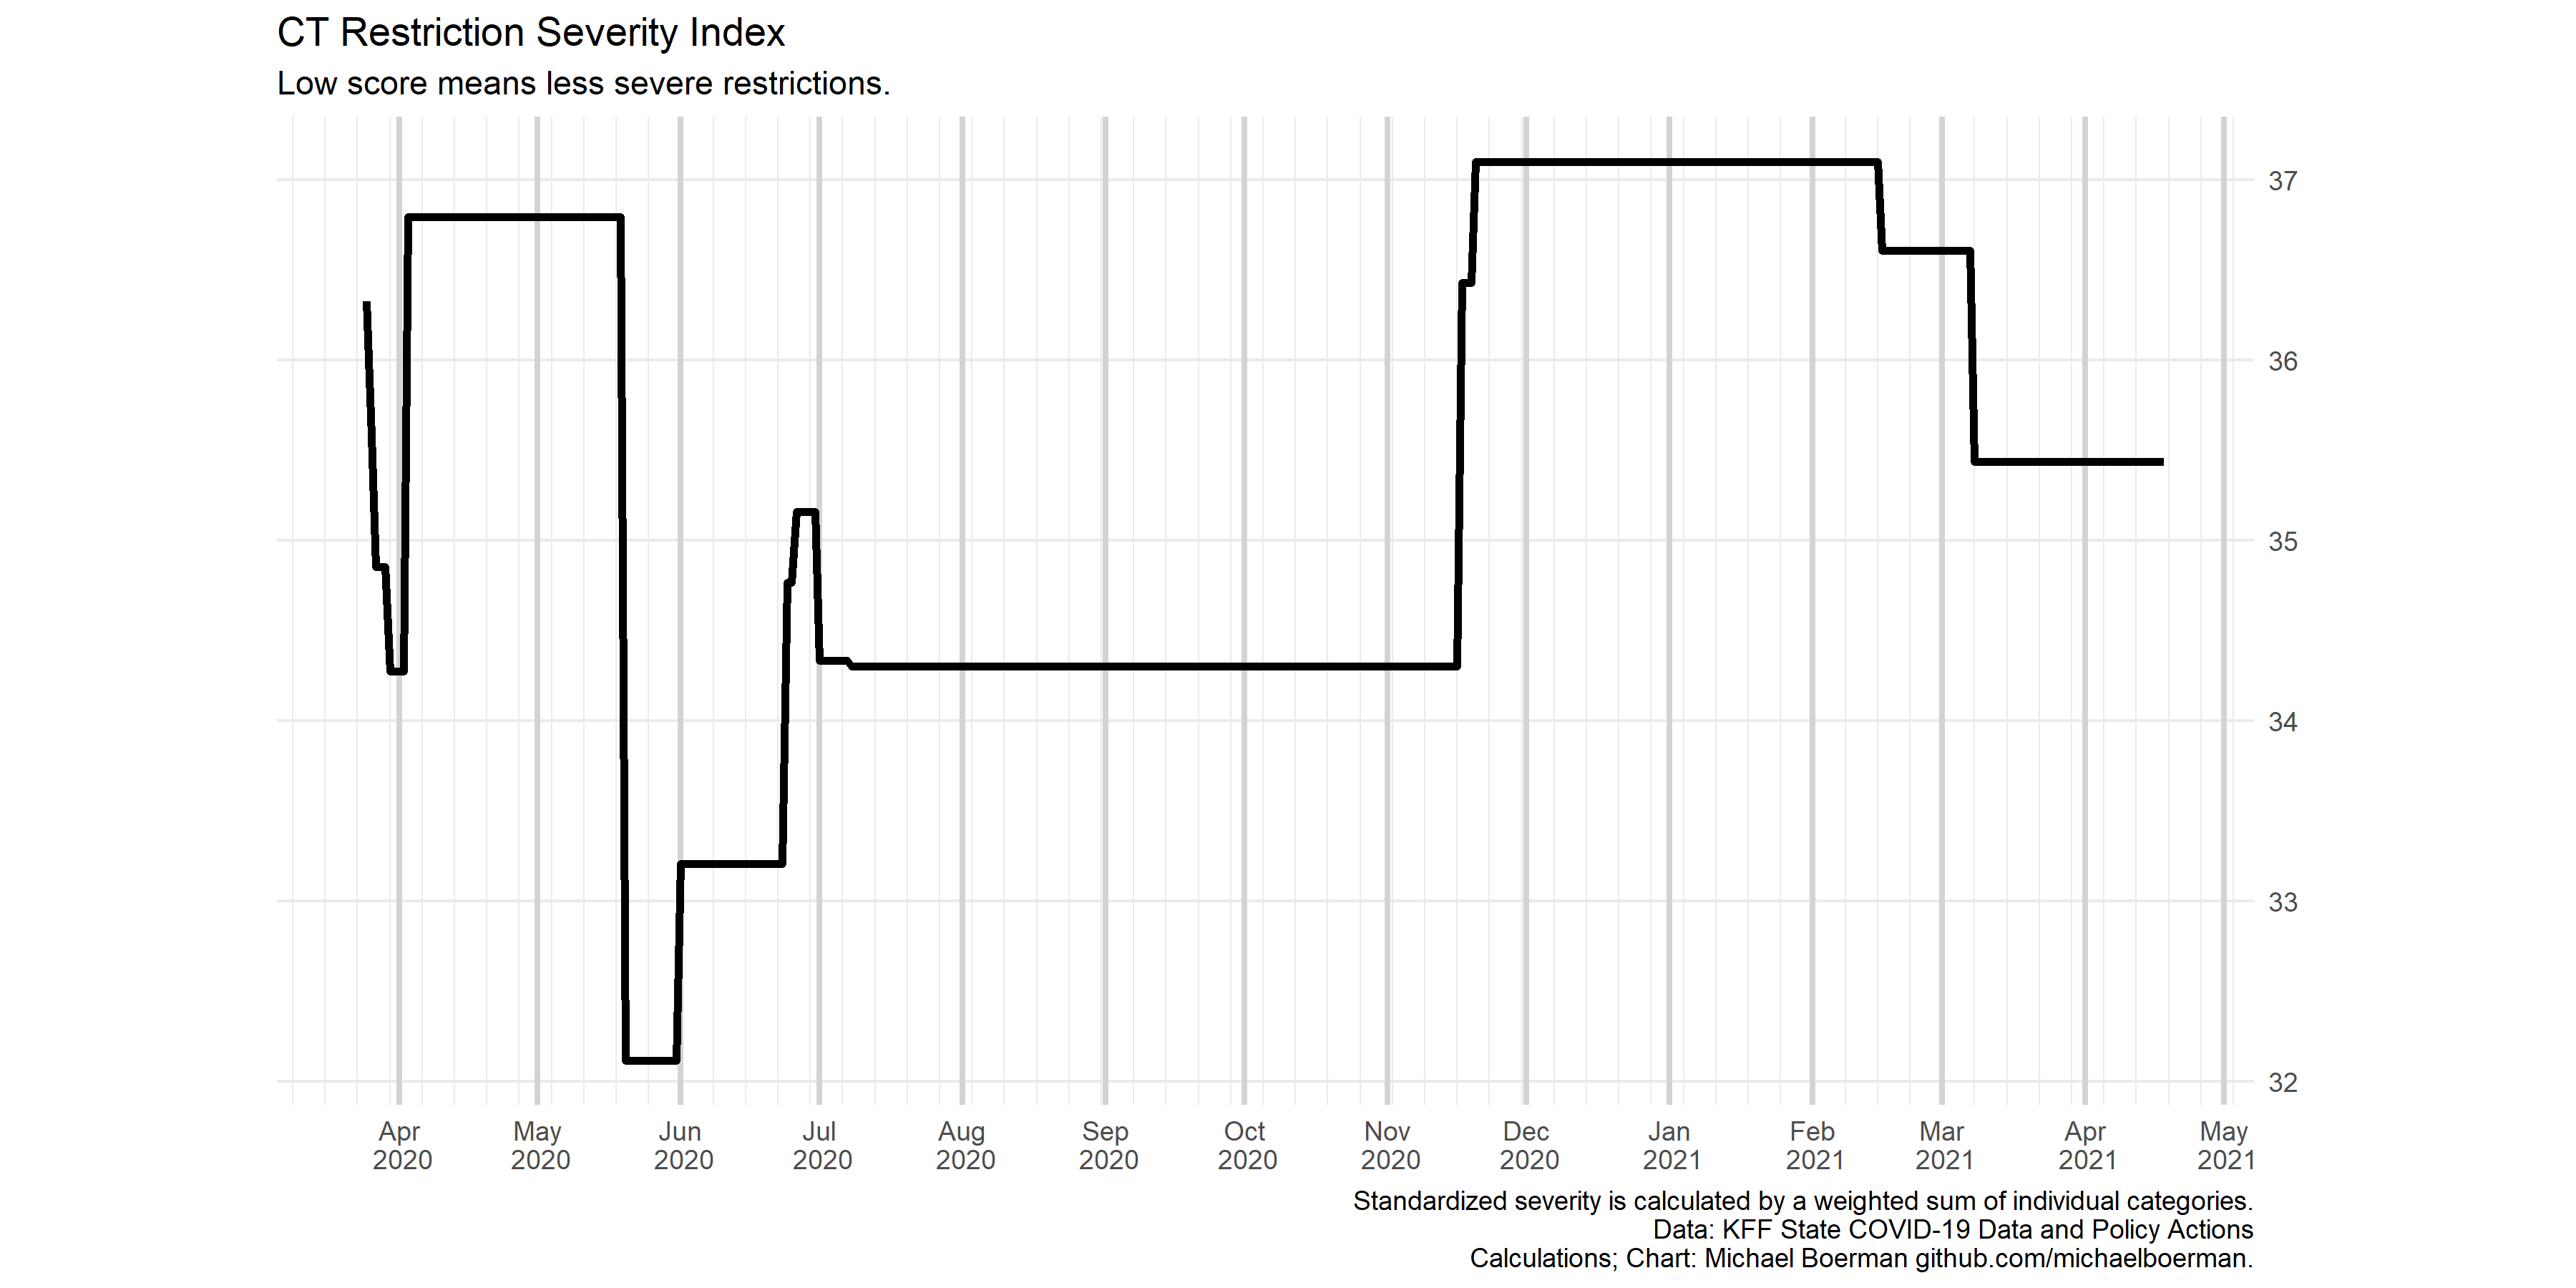 CT Restriction Severity Index
Low score means less severe restrictions.
37
36
35
34
33
32
Apr May Jun Jul Aug Sep Oct Nov Dec Jan Feb Mar Apr May
2020 2020 2020 2020 2020 2020 2020 2020 2020 2021 2021 2021 2021 2021
Standardized severity is calculated by a weighted sum of individual categories.
Data: KFF State COVID-19 Data and Policy Actions
Calculations; Chart: Michael Boerman github.com/michaelboerman.